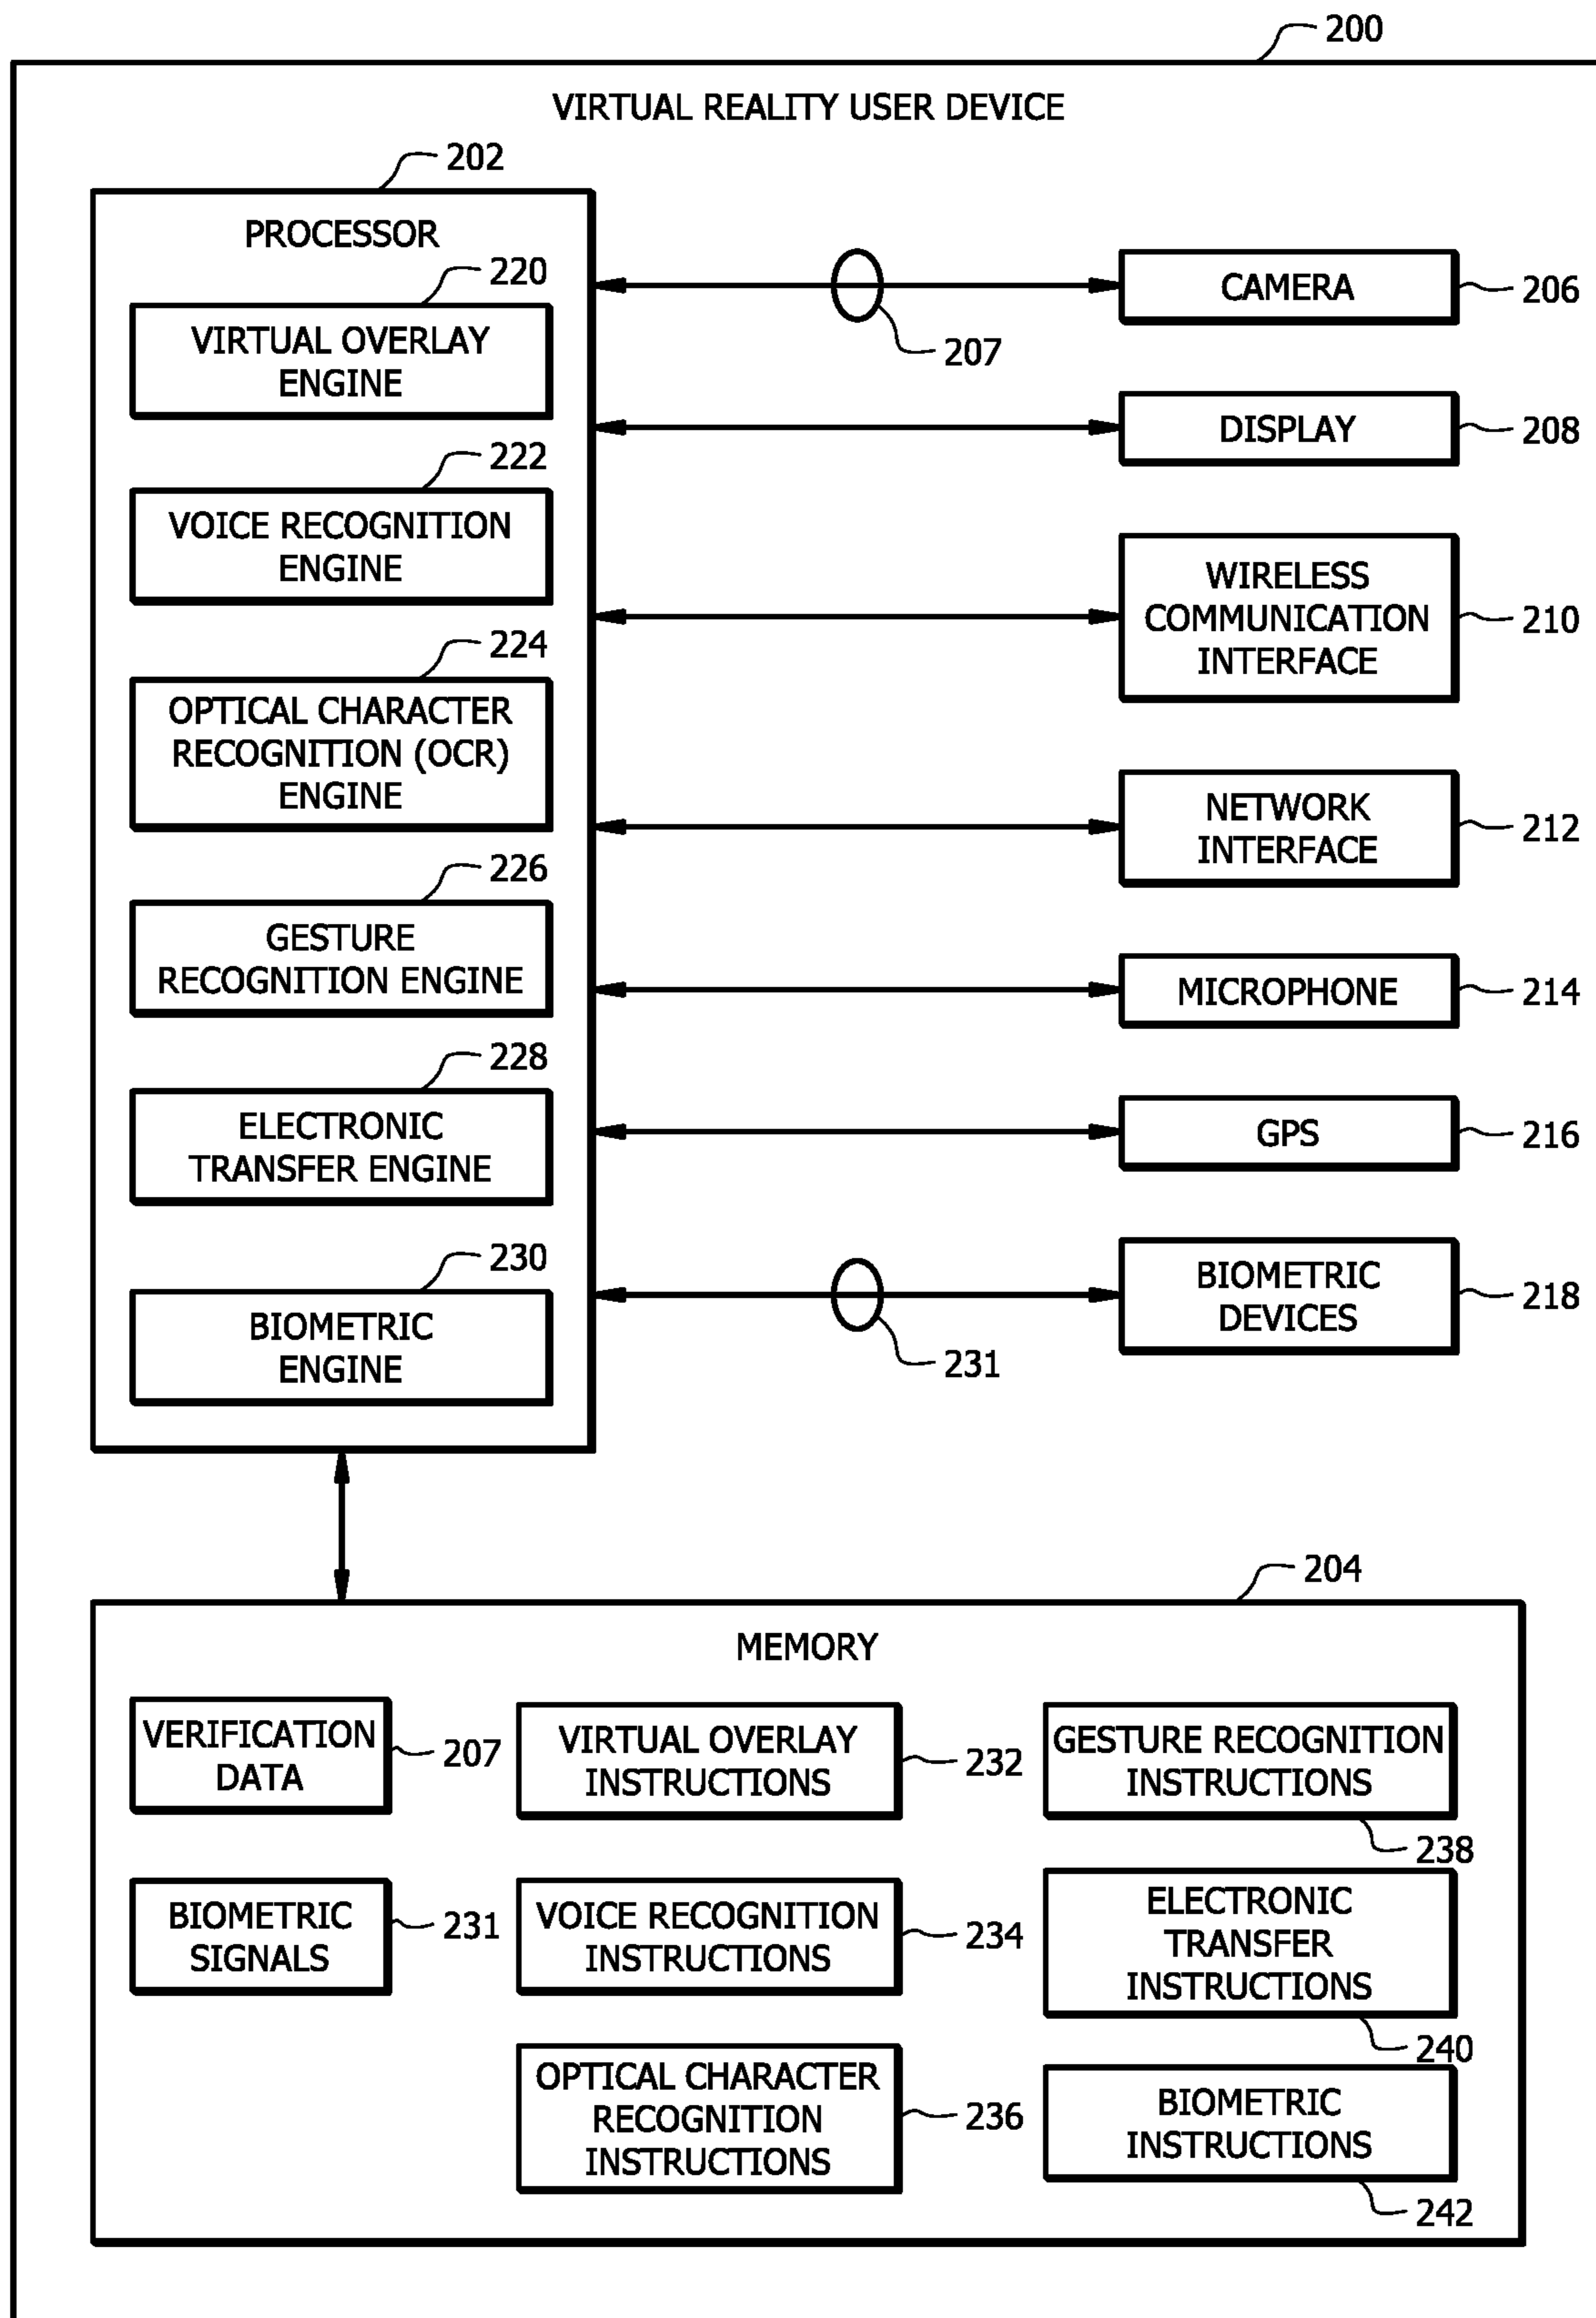 200
VIRTUAL REALITY USER DEVICE
202
PROCESSOR
220
VIRTUAL OVERLAY
ENGINE
222
VOICE RECOGNITION
ENGINE
224
OPTICAL CHARACTER
RECOGNITION (OCR)
ENGINE
226
GESTURE
RECOGNITION ENGINE
228
ELECTRONIC
TRANSFER ENGINE
230
BIOMETRIC
ENGINE
207
CAMERA
206
DISPLAY
208
WIRELESS
COMMUNICATION
INTERFACE
210
NETWORK
INTERFACE
212
MICROPHONE
214
GPS
216
231
BIOMETRIC
DEVICES
218
204
MEMORY
VERIFICATION
DATA
207
BIOMETRIC
SIGNALS
231
VIRTUAL OVERLAY
INSTRUCTIONS
232
VOICE RECOGNITION
INSTRUCTIONS
234
OPTICAL CHARACTER
RECOGNITION
INSTRUCTIONS
236
GESTURE RECOGNITION
INSTRUCTIONS
238
ELECTRONIC
TRANSFER
INSTRUCTIONS
240
BIOMETRIC
INSTRUCTIONS
242